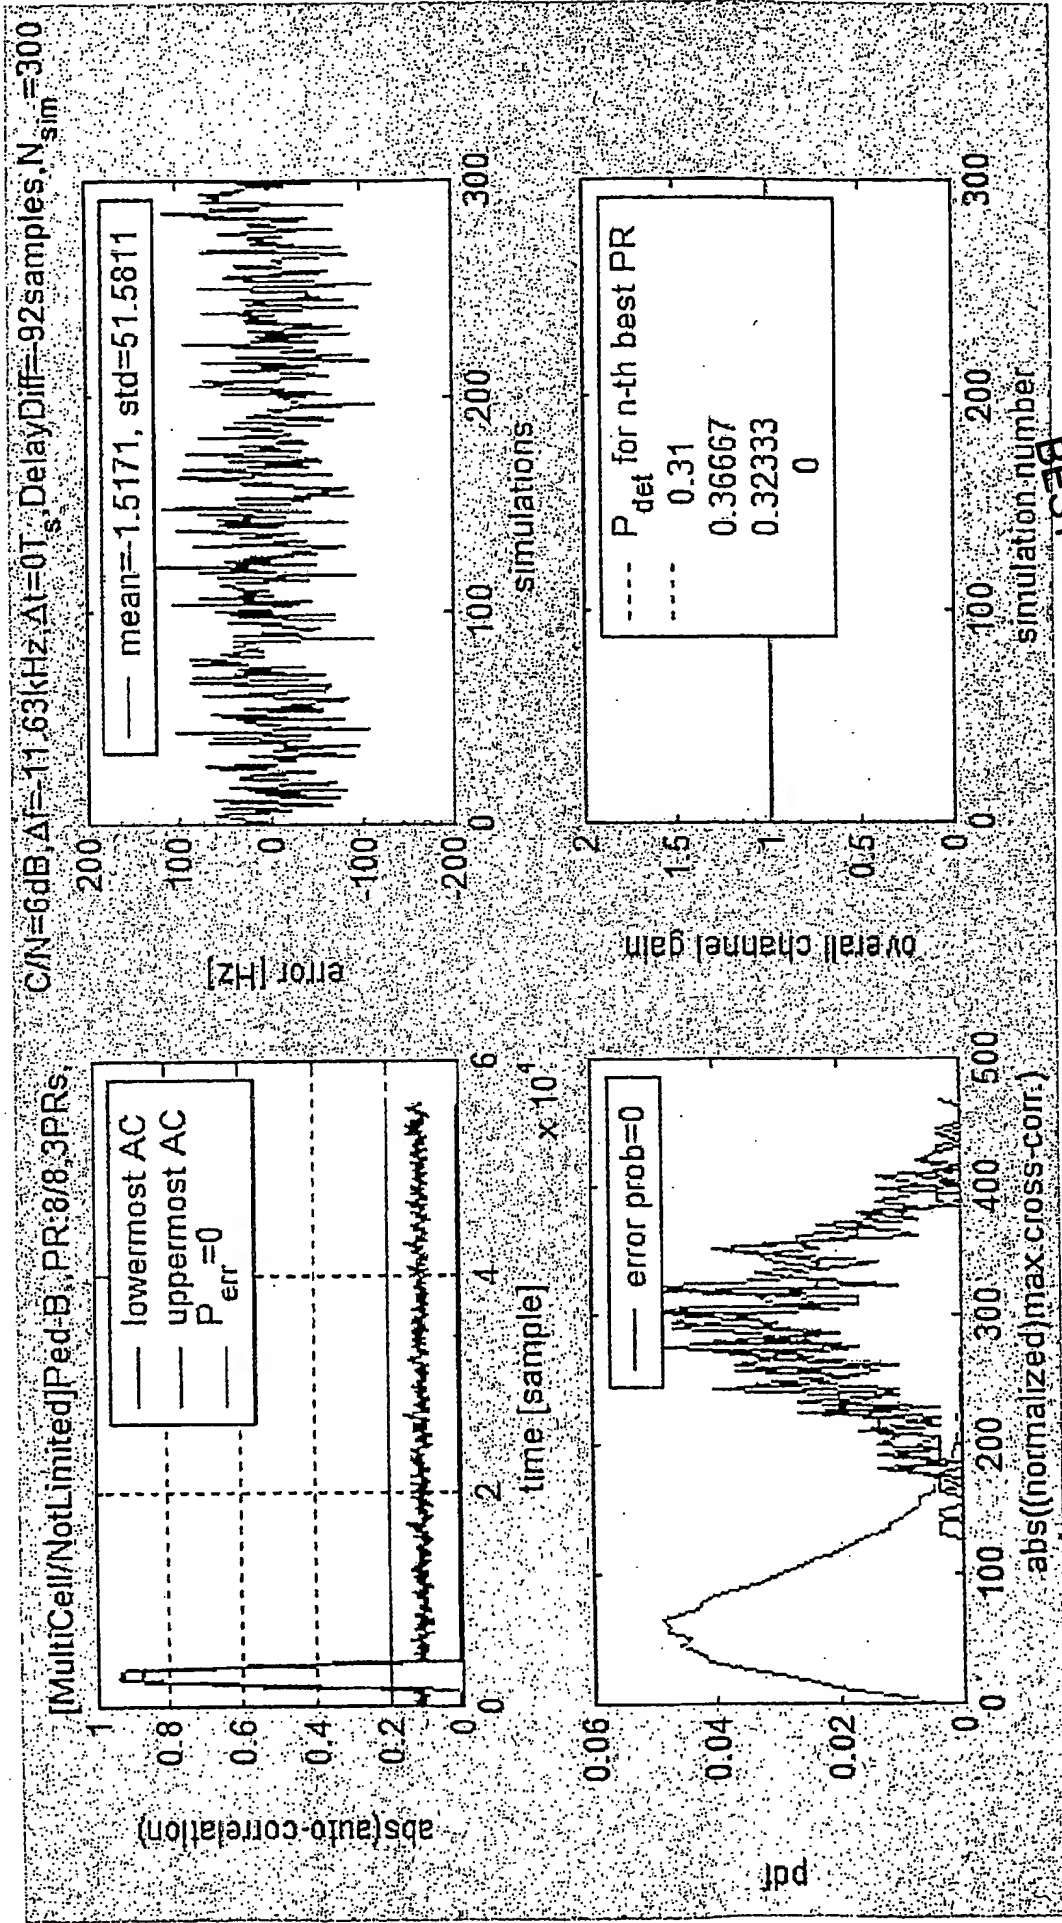 [MultiCell/NotLimited]Ped-B,PR:8/8,3PRs, C/N=6dB,Δf=-11.63kHz,Δt=0Ts,DelayDiff=-92samples,Nsim=300
abs(auto-correlation)
1
0.8
0.6
0.4
0.2
0
0 2 4 6
x 10^4
time [sample]
lowermost AC
uppermost AC
Perr=0
error [Hz]
200
100
0
-100
-200
0 100 200 300
simulations
mean=-1.5171, std=51.5811
pdf
0.06
0.04
0.02
0
0 100 200 300 400 500
abs((normalized)max.cross-corr.)
error prob=0
overall channel gain
2
1.5
1
0.5
0
0 100 200 300
simulation number
Pdet for n-th best PR
0.31
0.36667
0.32333
0